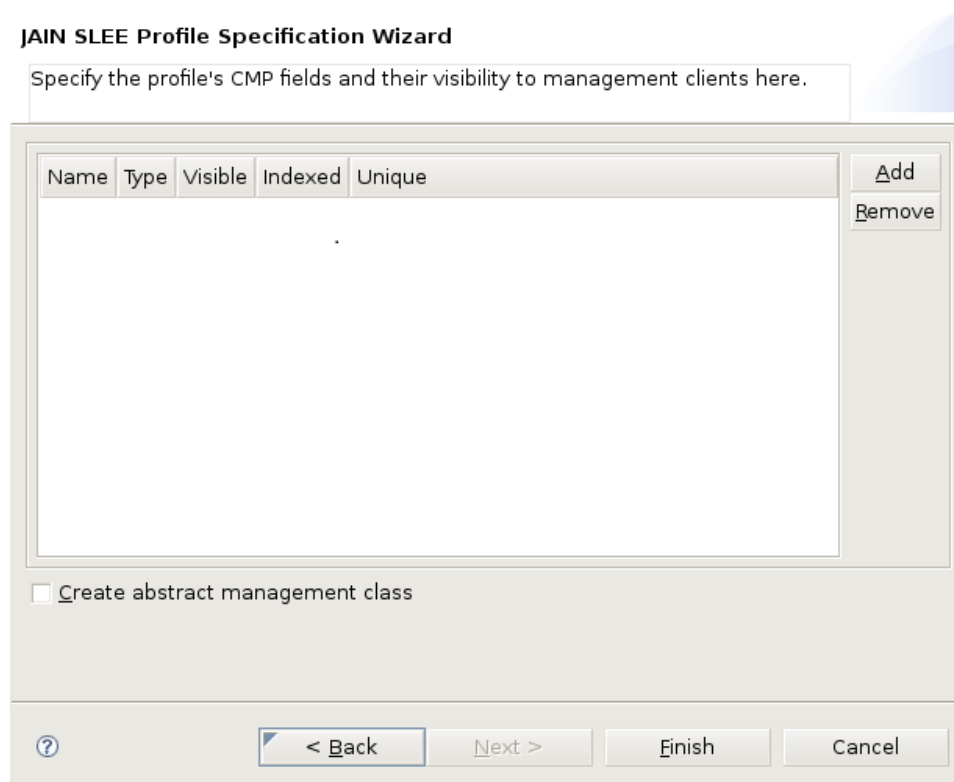 JAIN SLEE Profile Specification Wizard
Specify the profile's CMP fields and their visibility to management clients here.
Name Type Visible Indexed Unique
Add
Remove
Create abstract management class
? < Back Next > Finish Cancel